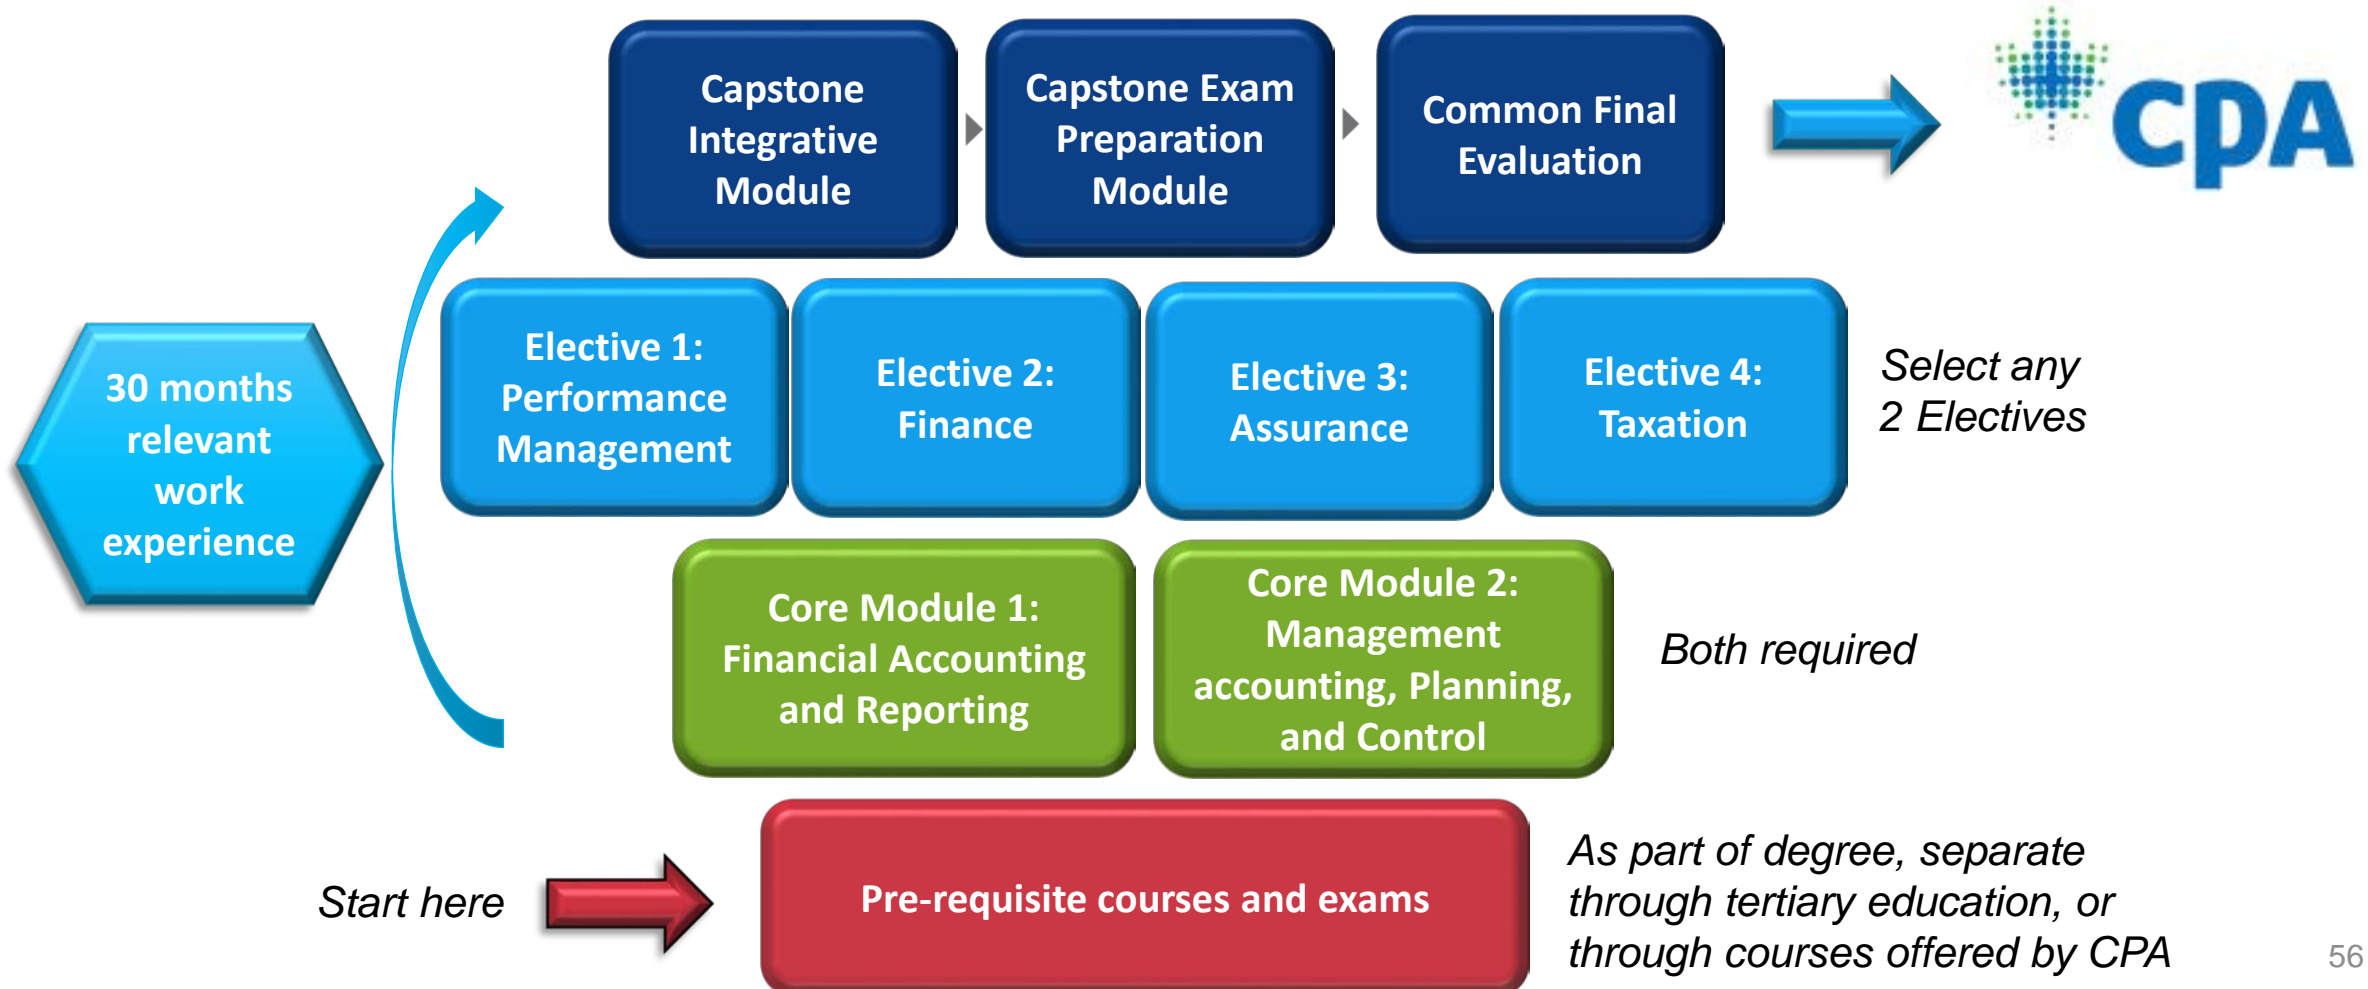 Capstone
Integrative
Module
Capstone Exam
Preparation
Module
Common Final
Evaluation
cpa
30 months
relevant
work
experience
Elective 1:
Performance
Management
Elective 2:
Finance
Elective 3:
Assurance
Elective 4:
Taxation
Select any
2 Electives
Core Module 1:
Financial Accounting
and Reporting
Core Module 2:
Management
accounting, Planning,
and Control
Both required
Start here
Pre-requisite courses and exams
As part of degree, separate
through tertiary education, or
through courses offered by CPA
56